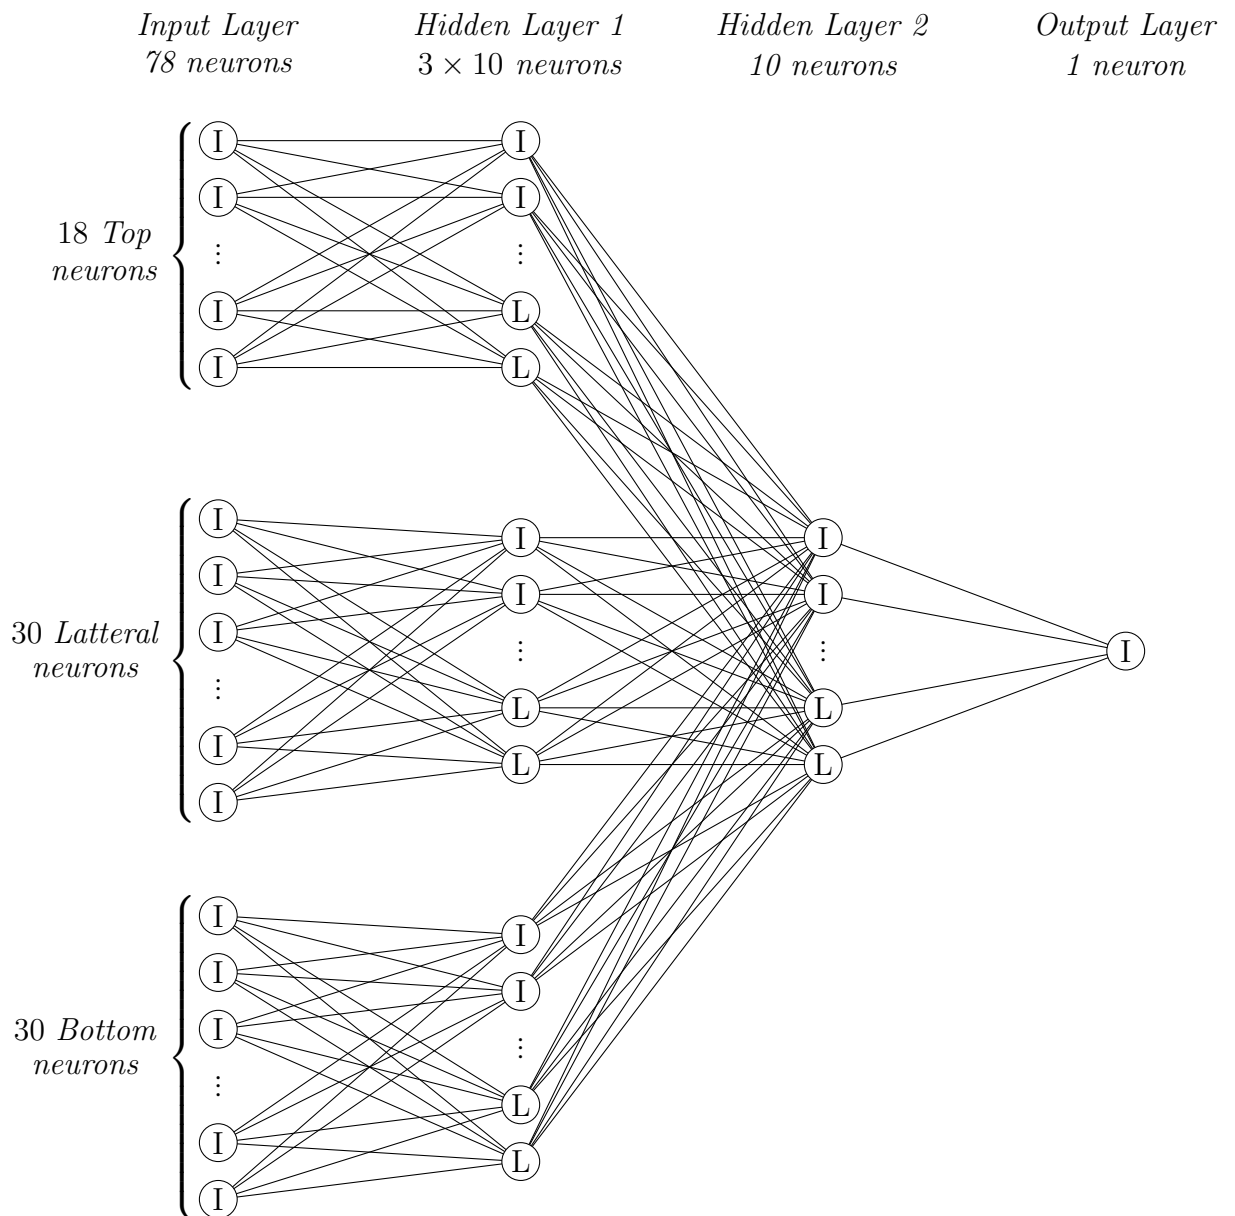 Input Layer
78 neurons
Hidden Layer 1
3 × 10 neurons
Hidden Layer 2
10 neurons
Output Layer
1 neuron
18 Top
neurons
I
I
⋮
I
I
I
I
⋮
L
L
30 Latteral
neurons
I
I
I
⋮
I
I
I
I
⋮
L
L
I
I
⋮
L
L
I
30 Bottom
neurons
I
I
I
⋮
I
I
I
I
⋮
L
L